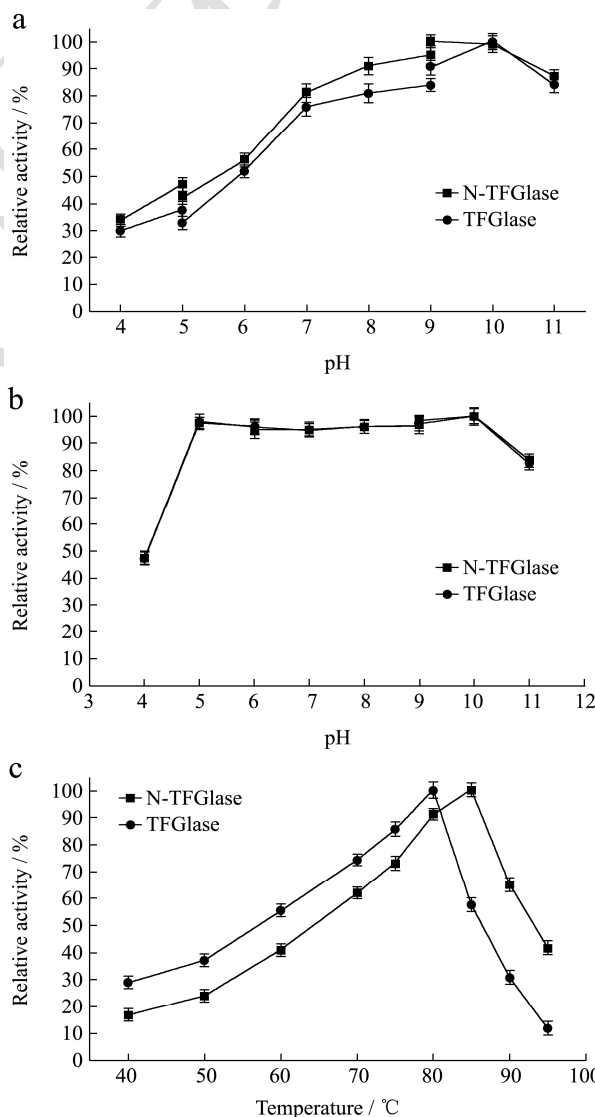 a
100
90
80
70
60
50
40
30
20
10
0
Relative activity / %
N-TFGlase
TFGlase
4 5 6 7 8 9 10 11
pH
b
100
90
80
70
60
50
40
30
20
10
0
Relative activity / %
N-TFGlase
TFGlase
3 4 5 6 7 8 9 10 11 12
pH
c
100
90
80
70
60
50
40
30
20
10
0
Relative activity / %
N-TFGlase
TFGlase
40 50 60 70 80 90 100
Temperature / ℃